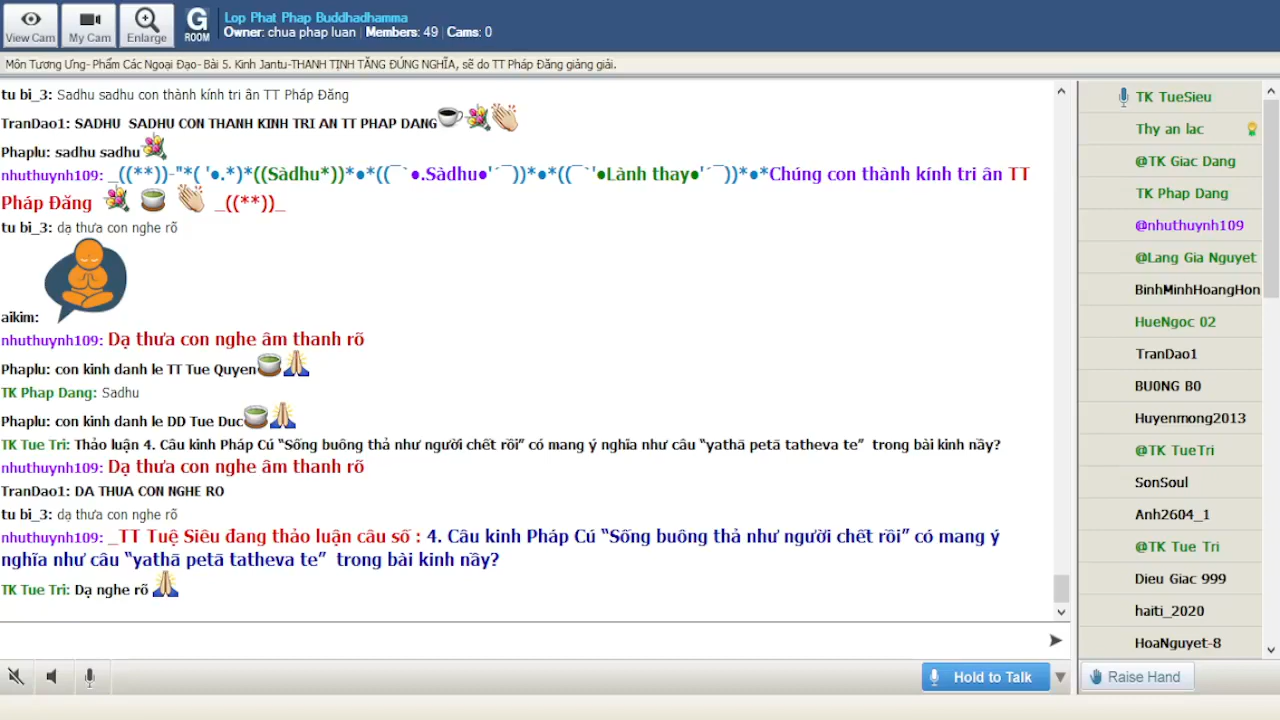 View Cam
My Cam
Enlarge
G
ROOM
Lop Phat Phap Buddhadhamma
Owner: chua phap luan | Members: 49 | Cams: 0
Môn Tương Ưng- Phẩm Các Ngoại Đạo- Bài 5. Kinh Jantu-THANH TỊNH TĂNG ĐÚNG NGHĨA, sẽ do TT Pháp Đăng giảng giải.
tu bi_3: Sadhu sadhu con thành kính tri ân TT Pháp Đăng
TranDao1: SADHU SADHU CON THANH KINH TRI AN TT PHAP DANG
Phaplu: sadhu sadhu
nhuthuynh109: _((**))-"*( '●.*)*((Sàdhu*))*●*((¯`●.Sàdhu●'´¯))*●*((¯`'●Lành thay●'´¯))*●*Chúng con thành kính tri ân TT
Pháp Đăng _((**))_
tu bi_3: dạ thưa con nghe rõ
aikim:
nhuthuynh109: Dạ thưa con nghe âm thanh rõ
Phaplu: con kinh danh le TT Tue Quyen
TK Phap Dang: Sadhu
Phaplu: con kinh danh le DD Tue Duc
TK Tue Tri: Thảo luận 4. Câu kinh Pháp Cú “Sống buông thả như người chết rồi” có mang ý nghĩa như câu “yathā petā tatheva te” trong bài kinh nầy?
nhuthuynh109: Dạ thưa con nghe âm thanh rõ
TranDao1: DA THUA CON NGHE RO
tu bi_3: dạ thưa con nghe rõ
nhuthuynh109: _TT Tuệ Siêu đang thảo luận câu số : 4. Câu kinh Pháp Cú “Sống buông thả như người chết rồi” có mang ý
nghĩa như câu “yathā petā tatheva te” trong bài kinh nầy?
TK Tue Tri: Dạ nghe rõ
Hold to Talk
TK TueSieu
Thy an lac
@TK Giac Dang
TK Phap Dang
@nhuthuynh109
@Lang Gia Nguyet
BinhMinhHoangHon
HueNgoc 02
TranDao1
BU0NG B0
Huyenmong2013
@TK TueTri
SonSoul
Anh2604_1
@TK Tue Tri
Dieu Giac 999
haiti_2020
HoaNguyet-8
Raise Hand